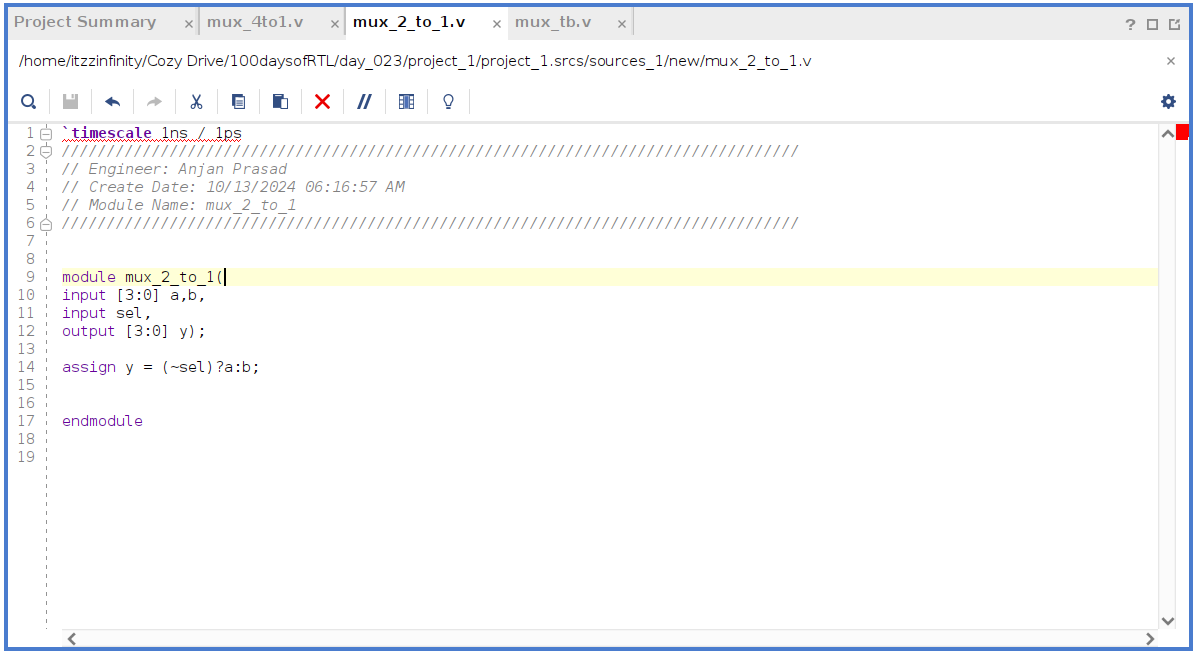 Project Summary × mux_4to1.v × mux_2_to_1.v × mux_tb.v × ?
/home/itzzinfinity/Cozy Drive/100daysofRTL/day_023/project_1/project_1.srcs/sources_1/new/mux_2_to_1.v ×
1 `timescale 1ns / 1ps
2 //////////////////////////////////////////////////////////////////////////////////
3 // Engineer: Anjan Prasad
4 // Create Date: 10/13/2024 06:16:57 AM
5 // Module Name: mux_2_to_1
6 //////////////////////////////////////////////////////////////////////////////////
7
8
9 module mux_2_to_1(
10 input [3:0] a,b,
11 input sel,
12 output [3:0] y);
13
14 assign y = (~sel)?a:b;
15
16
17 endmodule
18
19